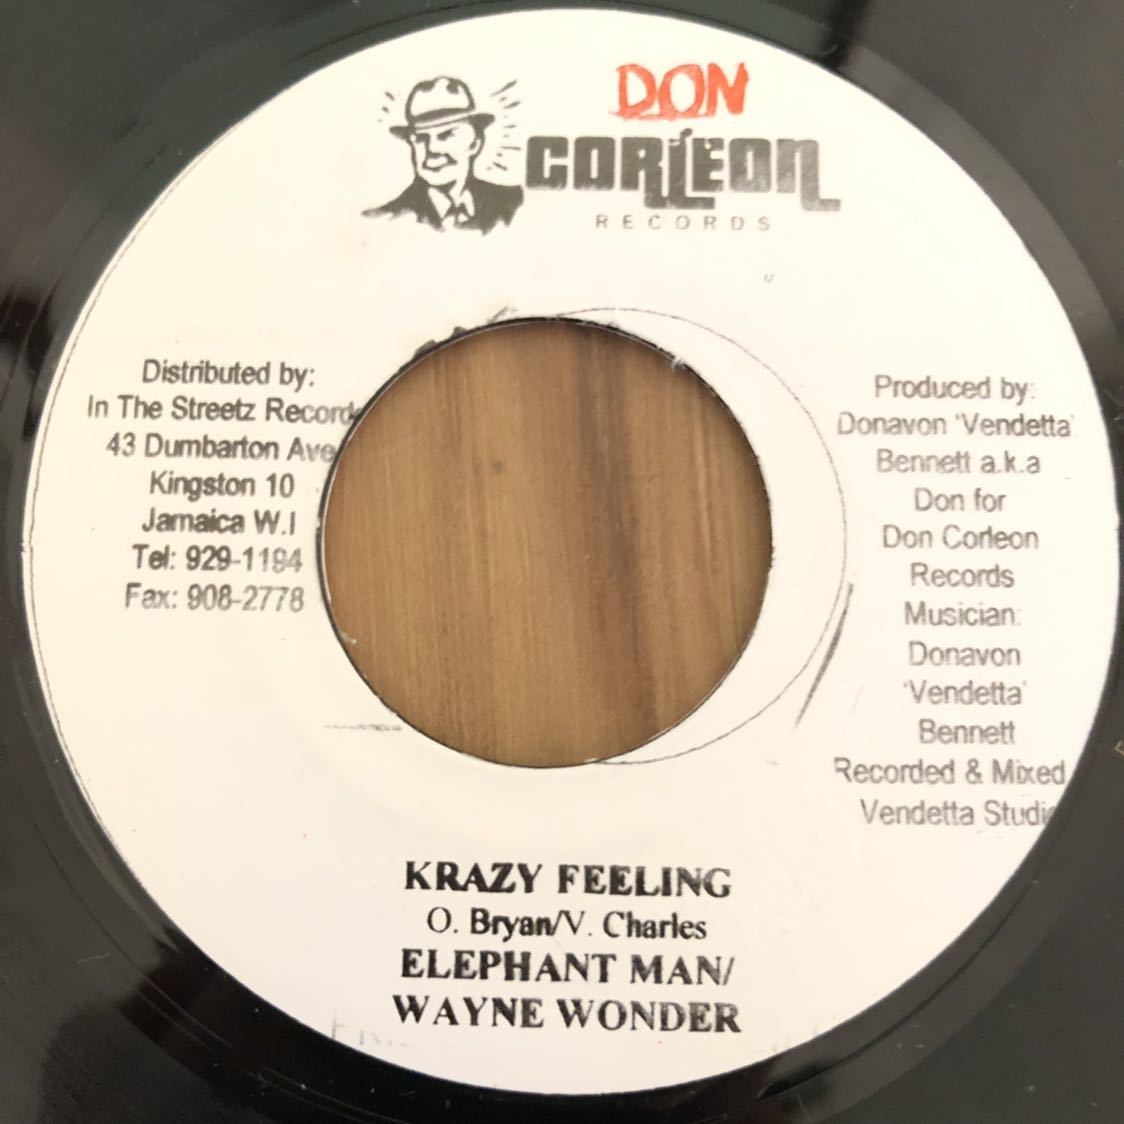 DON
CORLEON
RECORDS
Distributed by:
In The Streetz Record
43 Dumbarton Ave
Kingston 10
Jamaica W.I
Tel: 929-1194
Fax: 908-2778
Produced by:
Donavon 'Vendetta'
Bennett a.k.a
Don for
Don Corleon
Records
Musician:
Donavon
'Vendetta'
Bennett
Recorded & Mixed
Vendetta Studi
KRAZY FEELING
O. Bryan/V. Charles
ELEPHANT MAN/
WAYNE WONDER